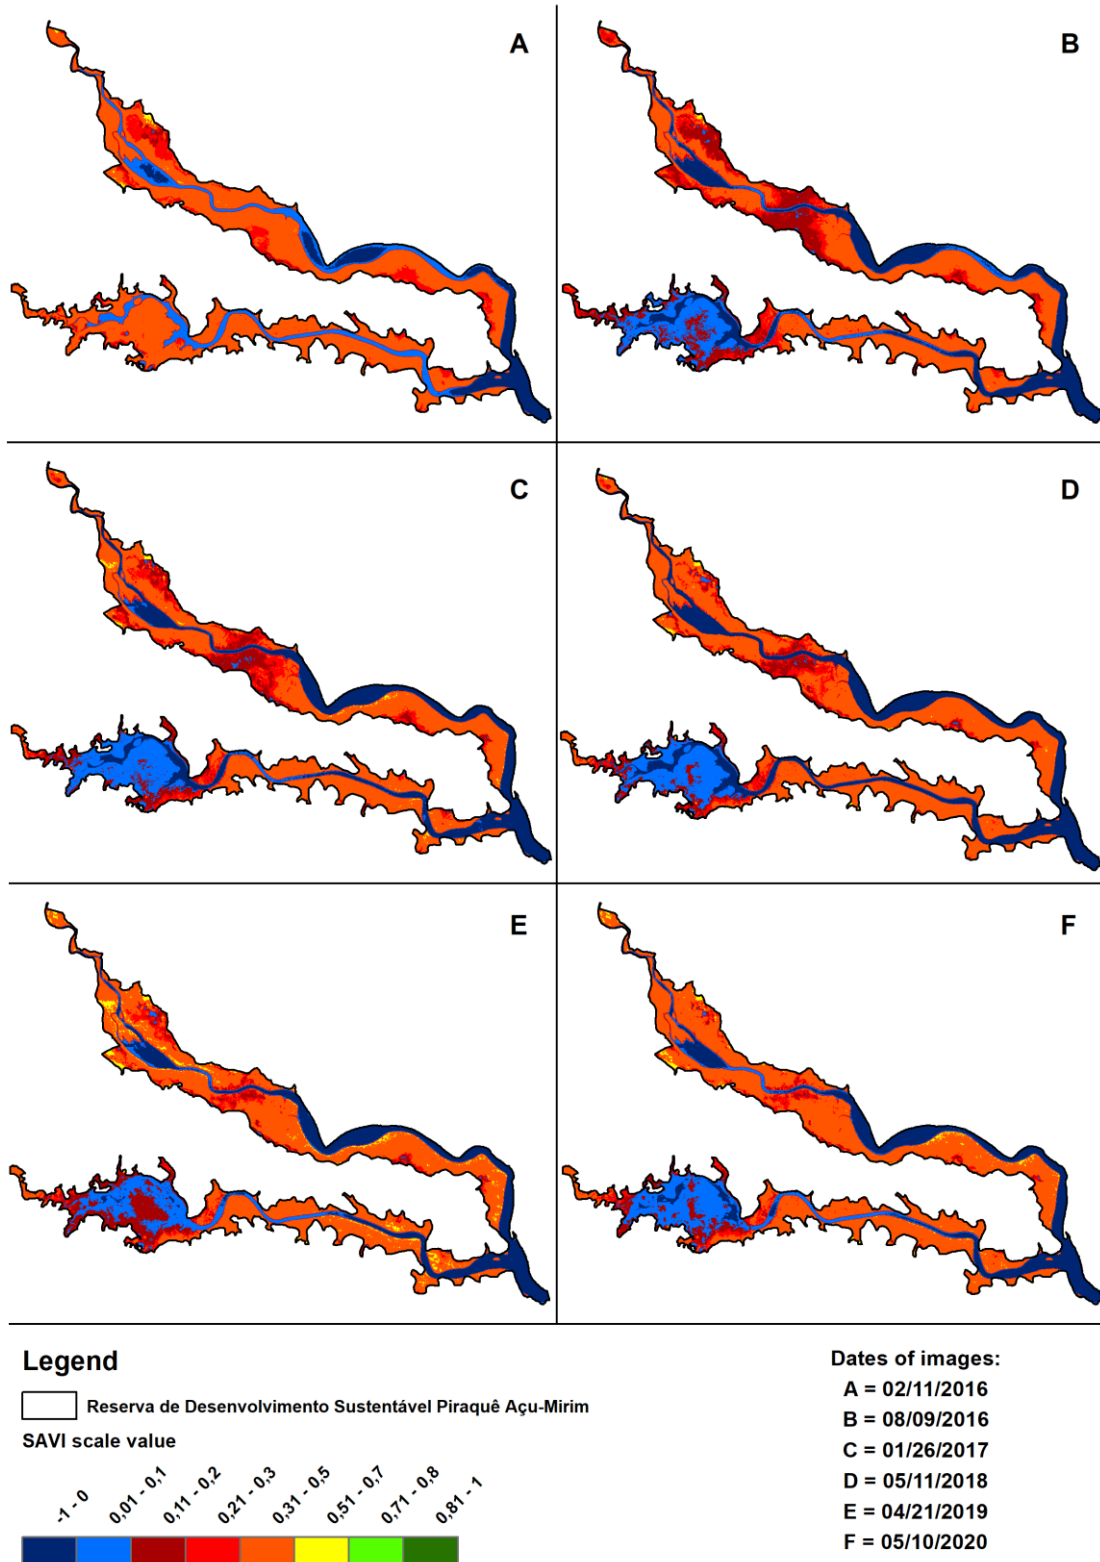 A
B
C
D
E
F
Legend
Reserva de Desenvolvimento Sustentável Piraquê Açu-Mirim
SAVI scale value
-1 - 0
0,01 - 0,1
0,11 - 0,2
0,21 - 0,3
0,31 - 0,5
0,51 - 0,7
0,71 - 0,8
0,81 - 1
Dates of images:
A = 02/11/2016
B = 08/09/2016
C = 01/26/2017
D = 05/11/2018
E = 04/21/2019
F = 05/10/2020